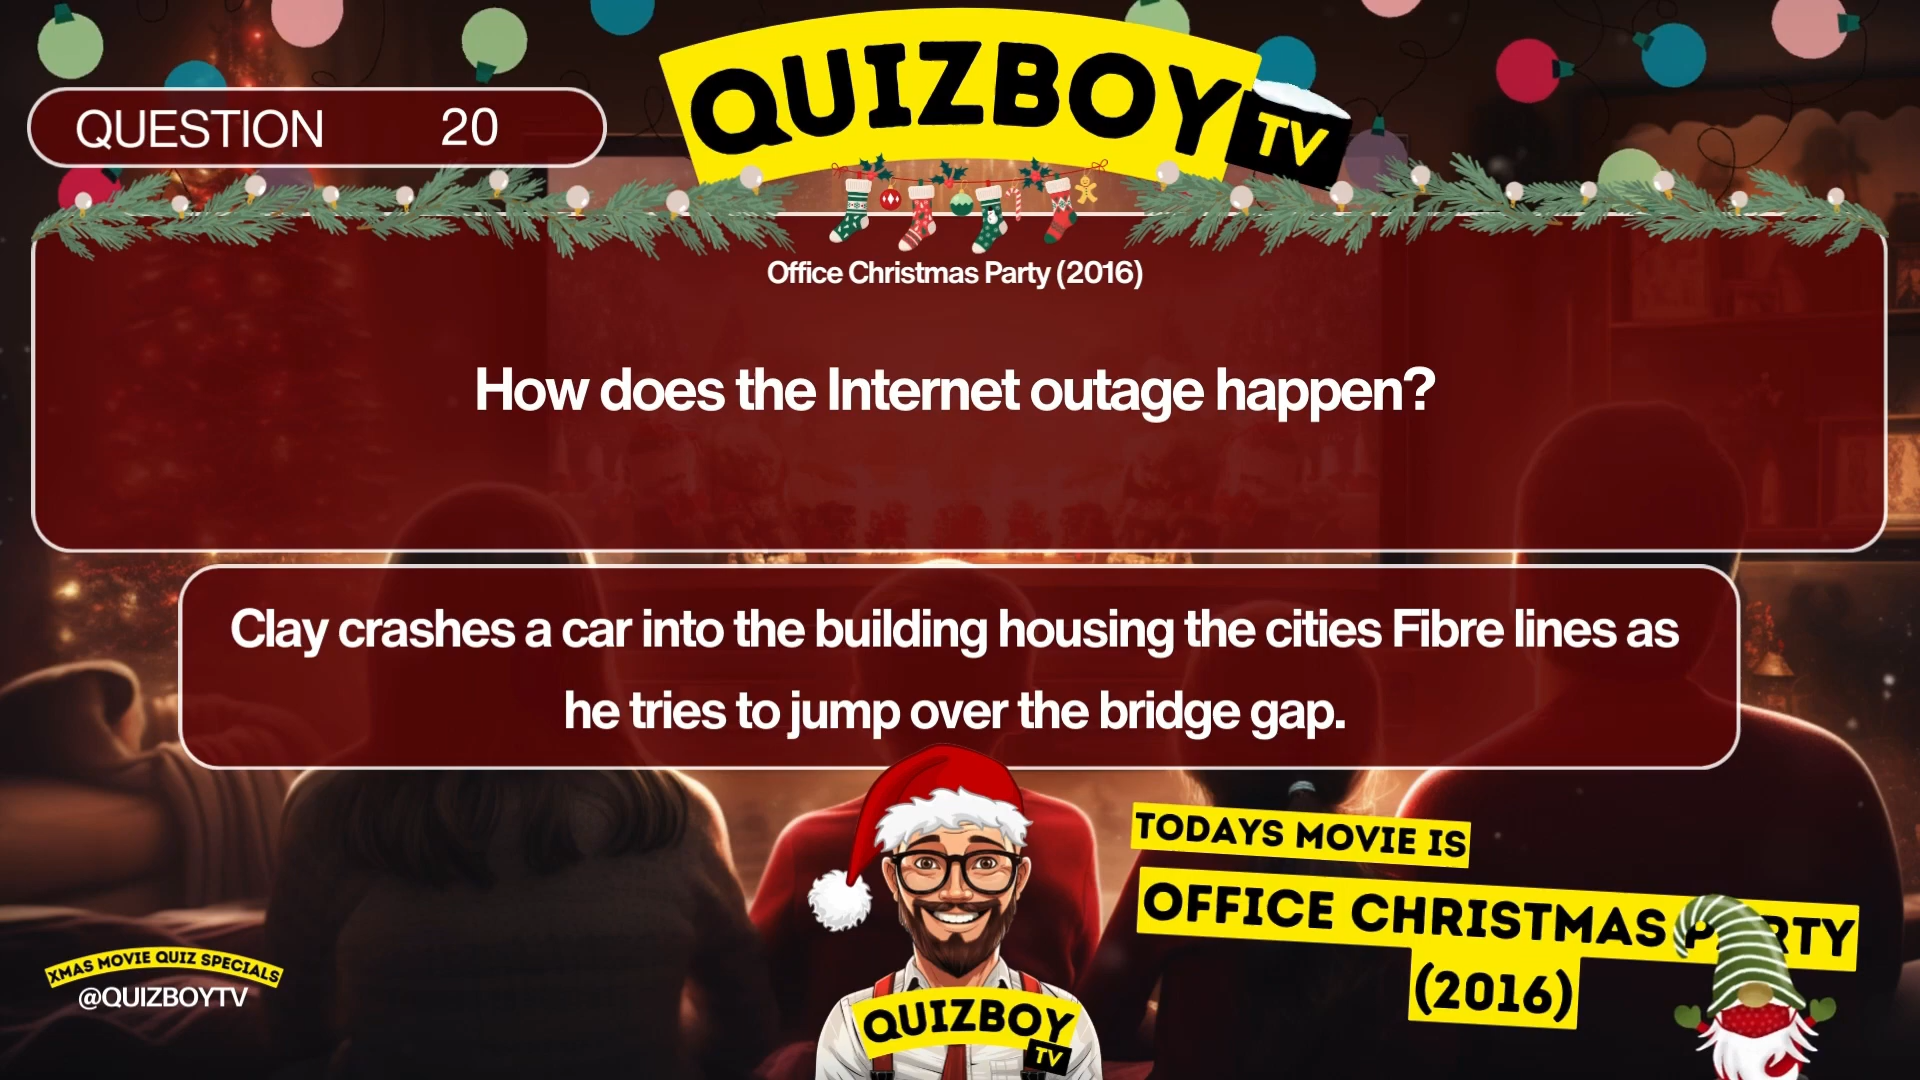 QUIZBOY
TV
QUESTION 20
Office Christmas Party (2016)
How does the Internet outage happen?
Clay crashes a car into the building housing the cities Fibre lines as
he tries to jump over the bridge gap.
TODAYS MOVIE IS
OFFICE CHRISTMAS PARTY
(2016)
XMAS MOVIE QUIZ SPECIALS
@QUIZBOYTV
QUIZBOY
TV